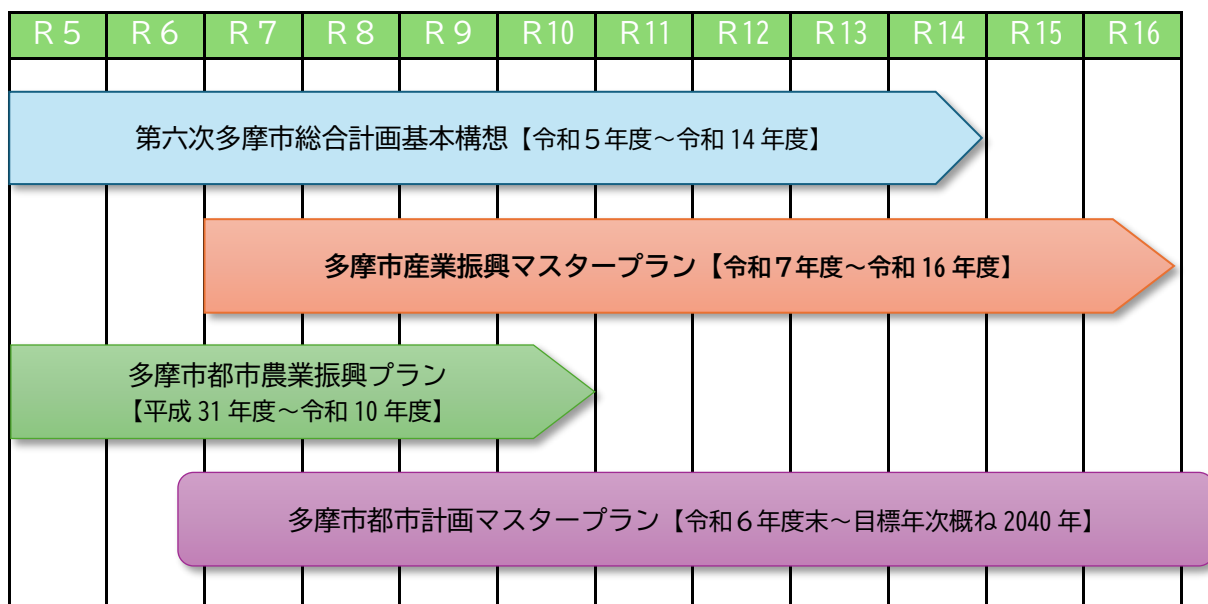 R５ R６ R７ R８ R９ R10 R11 R12 R13 R14 R15 R16
第六次多摩市総合計画基本構想【令和５年度～令和 14 年度】
多摩市産業振興マスタープラン【令和７年度～令和 16 年度】
多摩市都市農業振興プラン
【平成 31 年度～令和 10 年度】
多摩市都市計画マスタープラン【令和６年度末～目標年次概ね 2040 年】